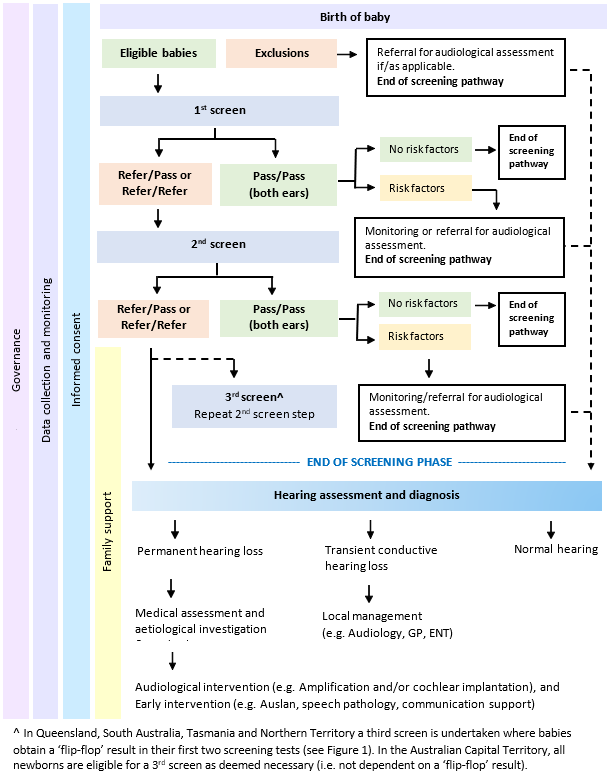 Birth of baby
Eligible babies
Exclusions
Referral for audiological assessment
if/as applicable.
End of screening pathway
1st screen
Refer/Pass or
Refer/Refer
Pass/Pass
(both ears)
No risk factors
Risk factors
End of
screening
pathway
Monitoring or referral for audiological
assessment.
End of screening pathway
2nd screen
Refer/Pass or
Refer/Refer
Pass/Pass
(both ears)
No risk factors
Risk factors
End of
screening
pathway
3rd screen^
Repeat 2nd screen step
Monitoring/referral for audiological
assessment.
End of screening pathway
Governance
Data collection and monitoring
Informed consent
Family support
END OF SCREENING PHASE
Hearing assessment and diagnosis
Permanent hearing loss
Transient conductive
hearing loss
Normal hearing
Medical assessment and
aetiological investigation
Local management
(e.g. Audiology, GP, ENT)
Audiological intervention (e.g. Amplification and/or cochlear implantation), and
Early intervention (e.g. Auslan, speech pathology, communication support)
^ In Queensland, South Australia, Tasmania and Northern Territory a third screen is undertaken where babies
obtain a ‘flip-flop’ result in their first two screening tests (see Figure 1). In the Australian Capital Territory, all
newborns are eligible for a 3rd screen as deemed necessary (i.e. not dependent on a ‘flip-flop’ result).